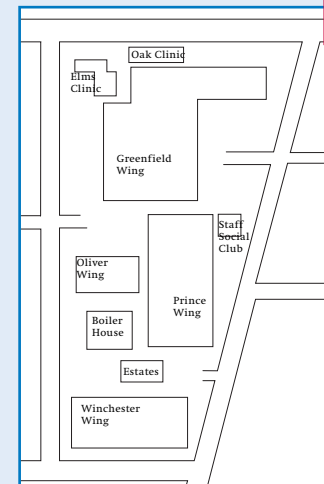 Oak Clinic
Elms
Clinic
Greenfield
Wing
Staff
Social
Club
Oliver
Wing
Prince
Wing
Boiler
House
Estates
Winchester
Wing